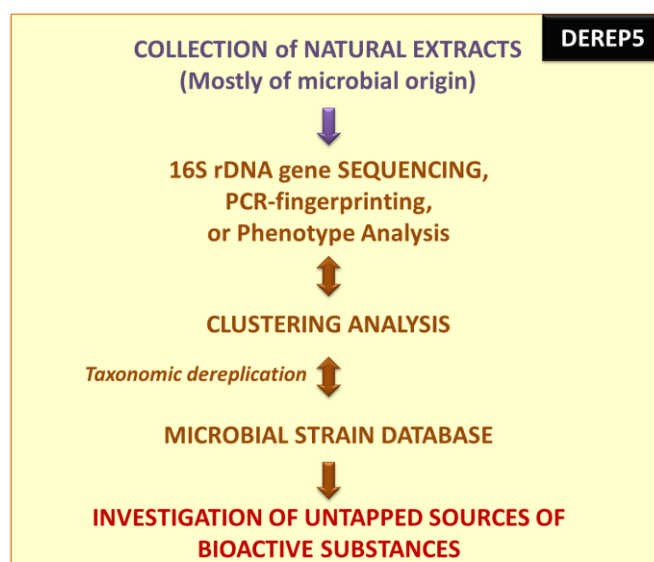 DEREP5
COLLECTION of NATURAL EXTRACTS
(Mostly of microbial origin)
16S rDNA gene SEQUENCING,
PCR-fingerprinting,
or Phenotype Analysis
CLUSTERING ANALYSIS
Taxonomic dereplication
MICROBIAL STRAIN DATABASE
INVESTIGATION OF UNTAPPED SOURCES OF
BIOACTIVE SUBSTANCES